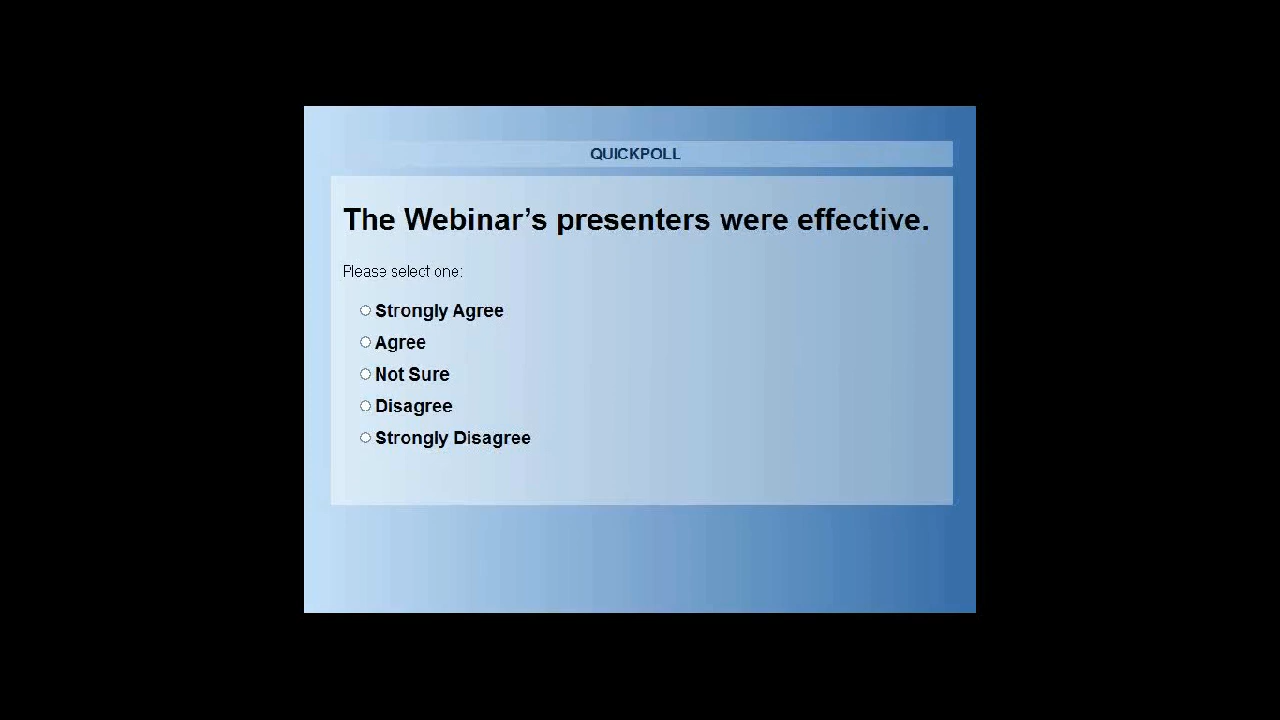 QUICKPOLL
The Webinar’s presenters were effective.
Please select one:
Strongly Agree
Agree
Not Sure
Disagree
Strongly Disagree